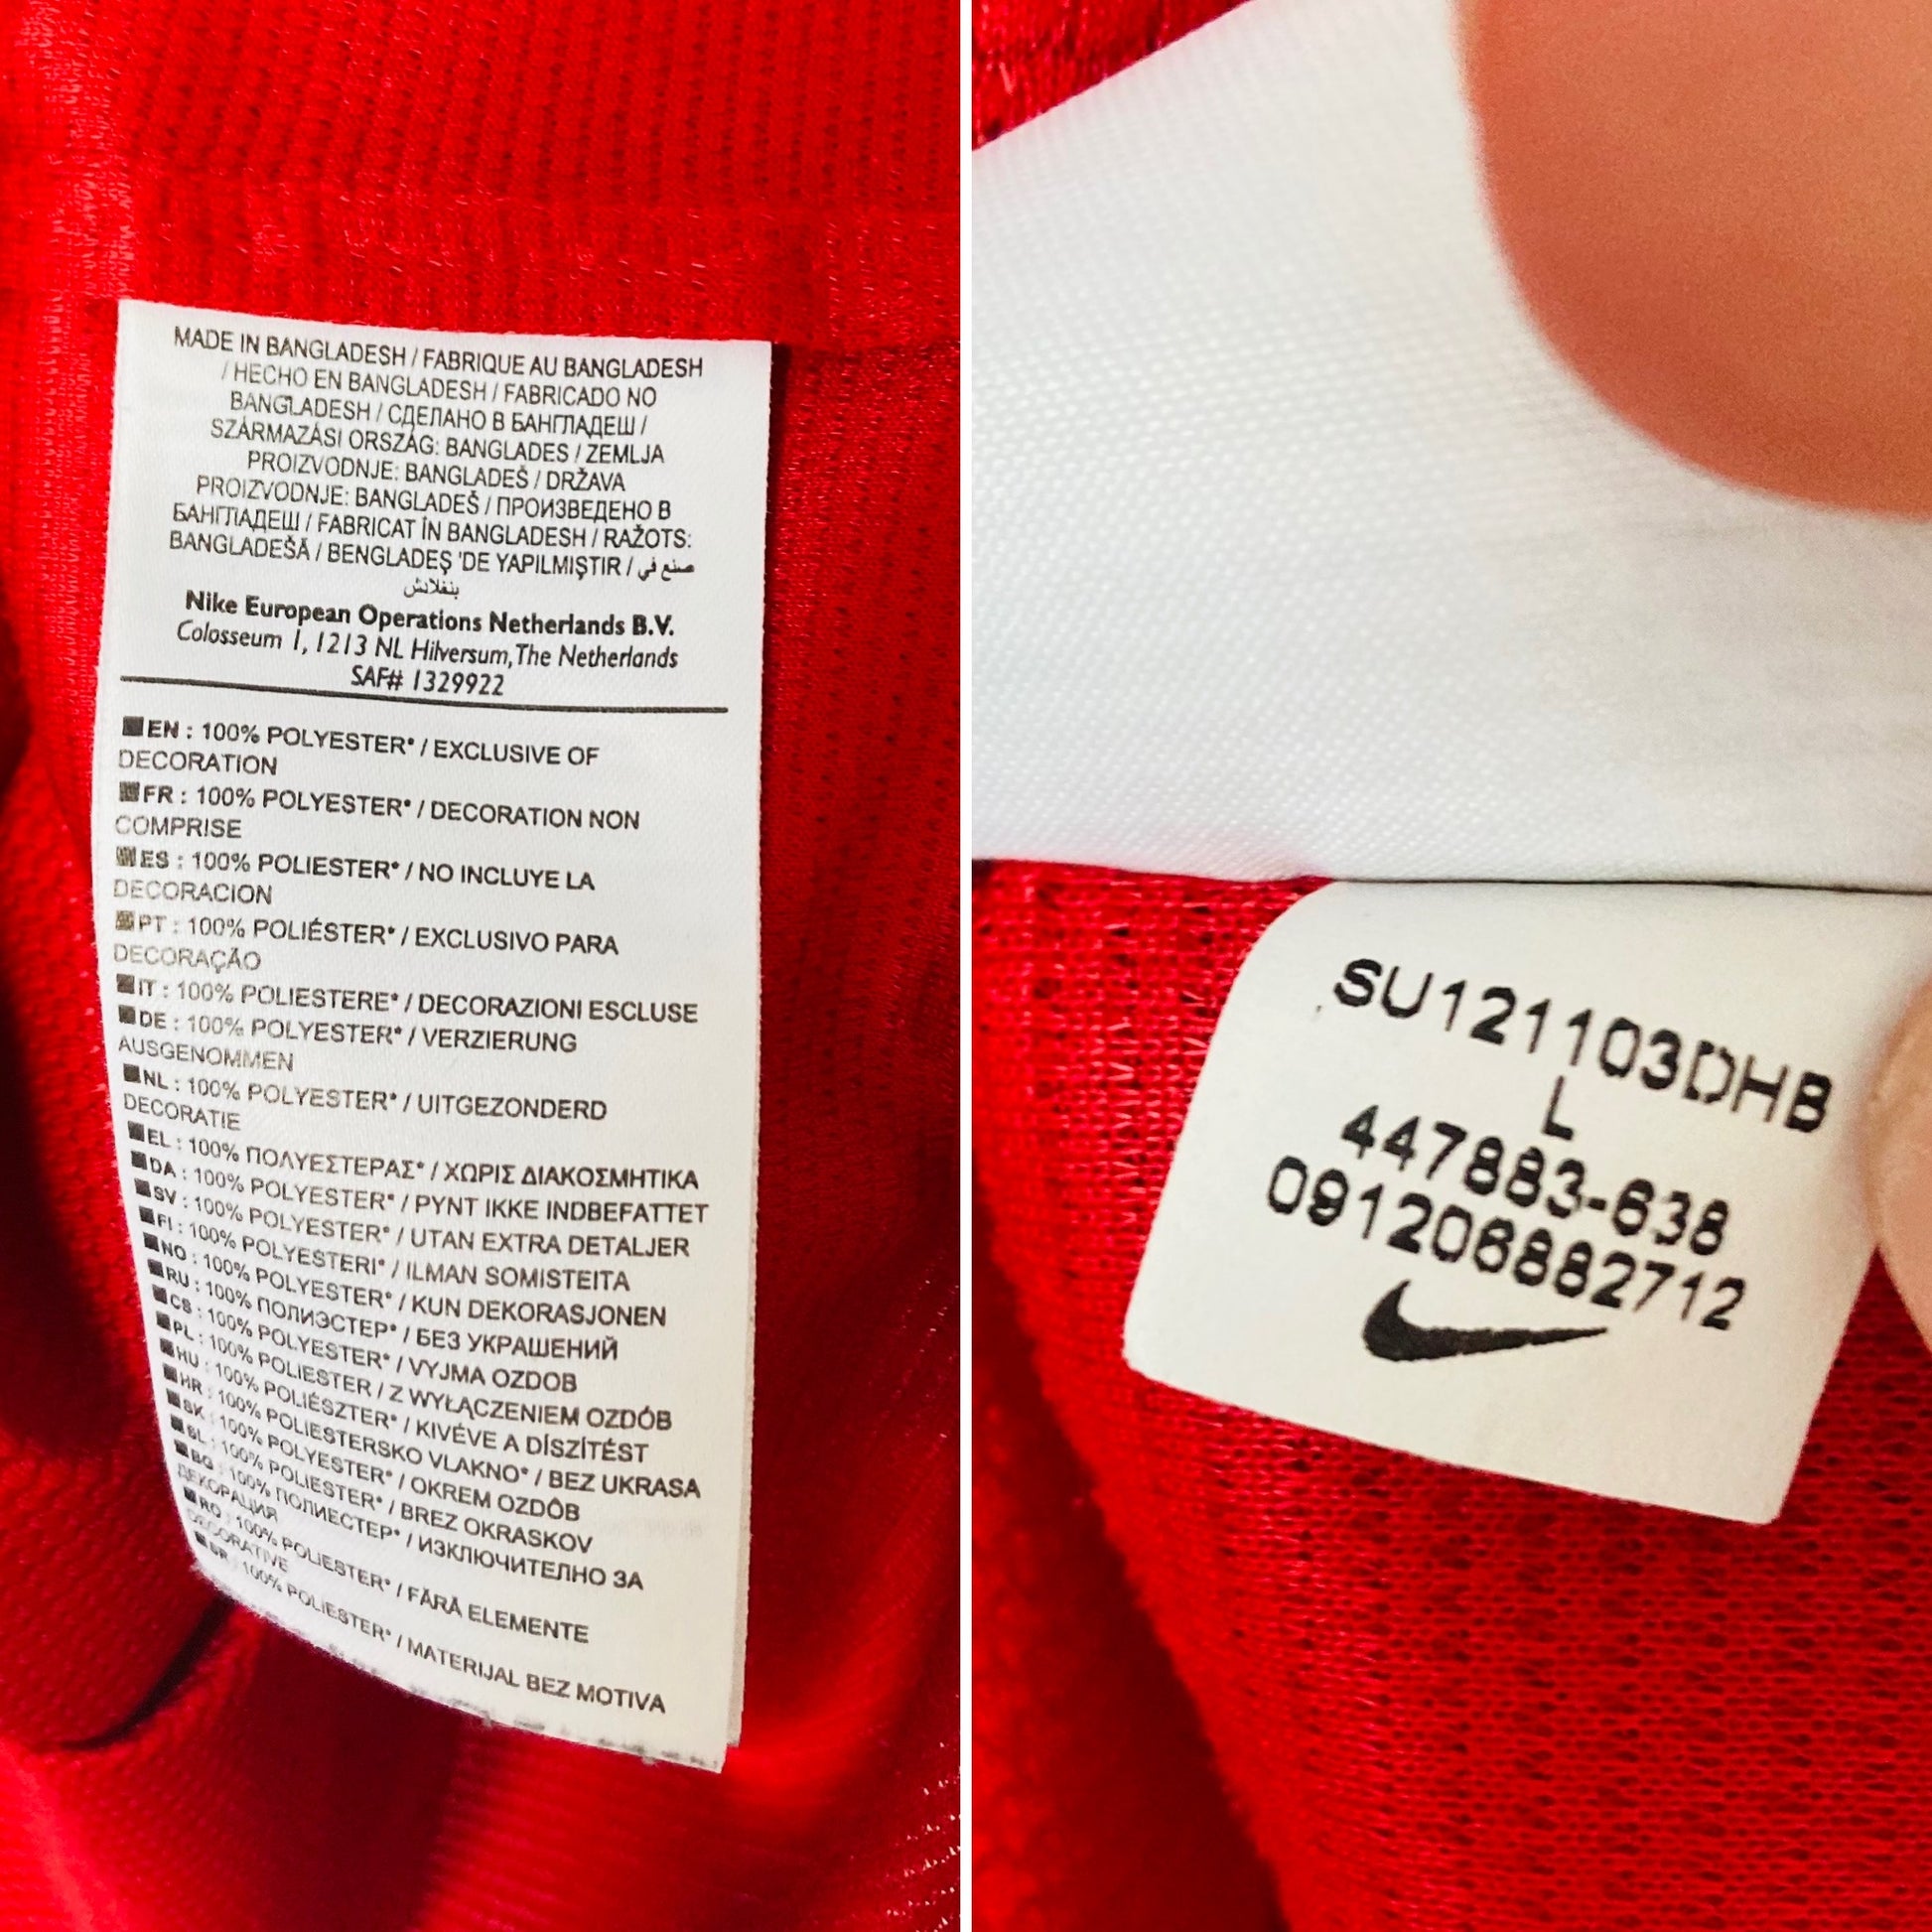 MADE IN BANGLADESH / FABRIQUE AU BANGLADESH
/ HECHO EN BANGLADESH / FABRICADO NO
BANGLADESH / СДЕЛАНО В БАНГЛАДЕШ /
SZÁRMAZÁSI ORSZÁG: BANGLADES / ZEMLJA
PROIZVODNJE: BANGLADEŠ / DRŽAVA
PROIZVODNJE: BANGLADEŠ / ПРОИЗВЕДЕНО В
БАНГЛАДЕШ / FABRICAT ÎN BANGLADESH / RAŽOTS:
BANGLADEŠĀ / BENGLADEŞ 'DE YAPILMIŞTIR / صنع في
بنغلادش
Nike European Operations Netherlands B.V.
Colosseum 1, 1213 NL Hilversum, The Netherlands
SAF# 1329922
EN : 100% POLYESTER* / EXCLUSIVE OF
DECORATION
FR : 100% POLYESTER* / DECORATION NON
COMPRISE
ES : 100% POLIESTER* / NO INCLUYE LA
DECORACION
PT : 100% POLIÉSTER* / EXCLUSIVO PARA
DECORAÇÃO
IT : 100% POLIESTERE* / DECORAZIONI ESCLUSE
DE : 100% POLYESTER* / VERZIERUNG
AUSGENOMMEN
NL : 100% POLYESTER* / UITGEZONDERD
DECORATIE
EL : 100% ΠΟΛΥΕΣΤΕΡΑΣ* / ΧΩΡΙΣ ΔΙΑΚΟΣΜΗΤΙΚΑ
DA : 100% POLYESTER* / PYNT IKKE INDBEFATTET
SV : 100% POLYESTER* / UTAN EXTRA DETALJER
FI : 100% POLYESTERI* / ILMAN SOMISTEITA
NO : 100% POLYESTER* / KUN DEKORASJONEN
RU : 100% ПОЛИЭСТЕР* / БЕЗ УКРАШЕНИЙ
CS : 100% POLYESTER* / VYJMA OZDOB
PL : 100% POLIESTER / Z WYŁĄCZENIEM OZDÓB
HU : 100% POLIÉSZTER* / KIVÉVE A DÍSZÍTÉST
HR : 100% POLIESTERSKO VLAKNO* / BEZ UKRASA
SK : 100% POLYESTER* / OKREM OZDÔB
SL : 100% POLIESTER* / BREZ OKRASKOV
BG : 100% ПОЛИЕСТЕР* / ИЗКЛЮЧИТЕЛНО ЗА
ДЕКОРАЦИЯ
RO : 100% POLIESTER* / FĂRĂ ELEMENTE
DECORATIVE
SR : 100% POLIESTER* / MATERIJAL BEZ MOTIVA
SU121103DHB
L
447883-638
091206882712